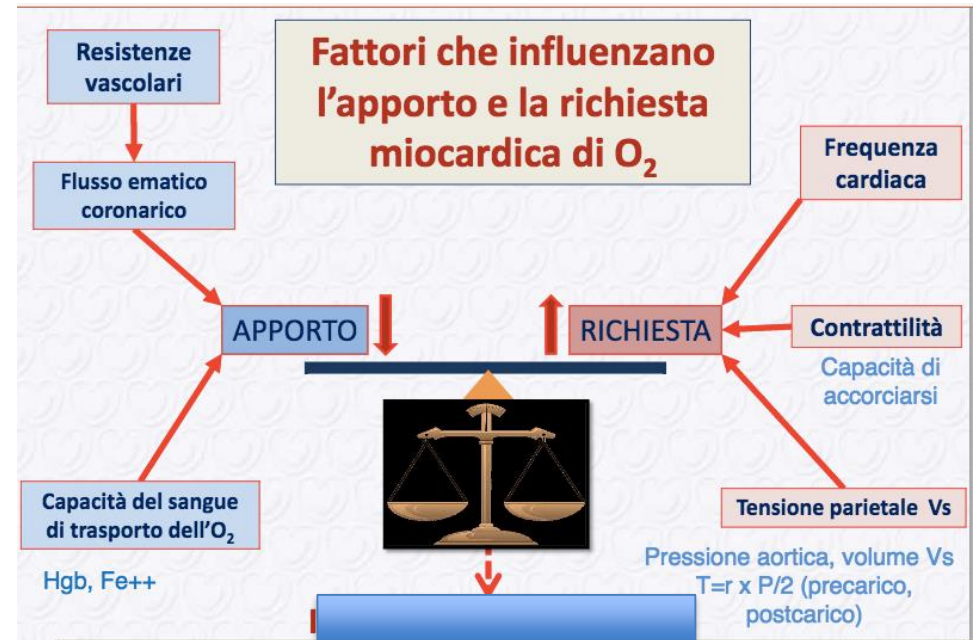 Fattori che influenzano
l'apporto e la richiesta
miocardica di O₂
Resistenze
vascolari
Flusso ematico
coronarico
APPORTO
Capacità del sangue
di trasporto dell'O₂
Hgb, Fe++
RICHIESTA
Frequenza
cardiaca
Contrattilità
Capacità di
accorciarsi
Tensione parietale Vs
Pressione aortica, volume Vs
T=r x P/2 (precarico,
postcarico)